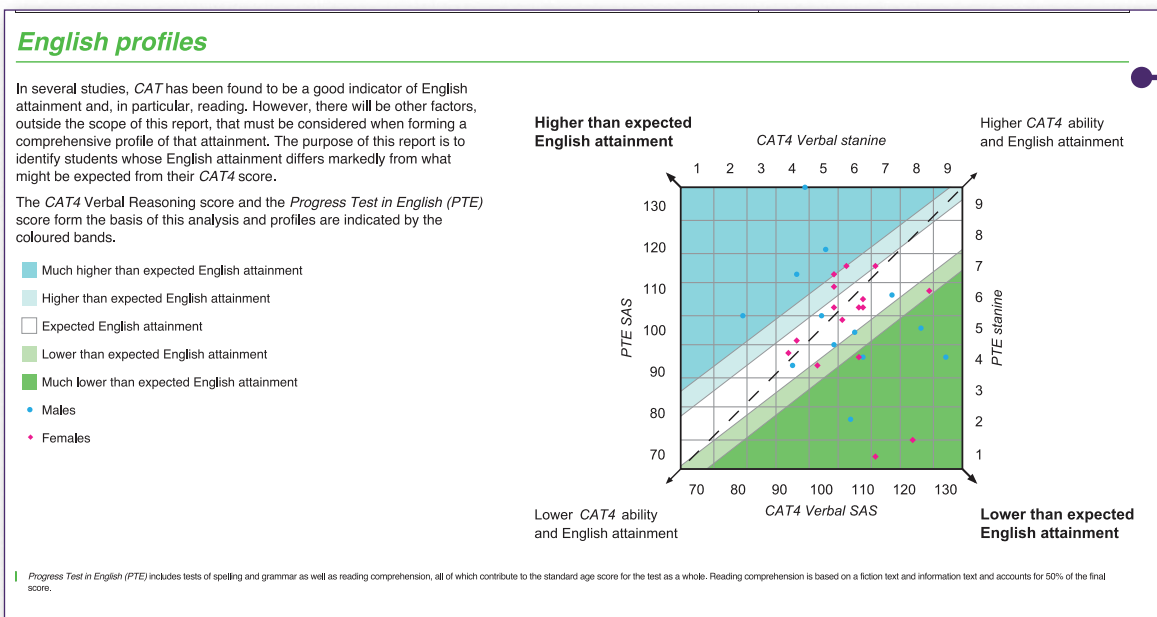 English profiles
In several studies, CAT has been found to be a good indicator of English
attainment and, in particular, reading. However, there will be other factors,
outside the scope of this report, that must be considered when forming a
comprehensive profile of that attainment. The purpose of this report is to
identify students whose English attainment differs markedly from what
might be expected from their CAT4 score.
The CAT4 Verbal Reasoning score and the Progress Test in English (PTE)
score form the basis of this analysis and profiles are indicated by the
coloured bands.
Much higher than expected English attainment
Higher than expected English attainment
Expected English attainment
Lower than expected English attainment
Much lower than expected English attainment
Males
Females
Higher than expected
English attainment
CAT4 Verbal stanine
Higher CAT4 ability
and English attainment
1 2 3 4 5 6 7 8 9
130
120
110
100
90
80
70
PTE SAS
9
8
7
6
5
4
3
2
1
PTE stanine
70 80 90 100 110 120 130
CAT4 Verbal SAS
Lower CAT4 ability
and English attainment
Lower than expected
English attainment
Progress Test in English (PTE) includes tests of spelling and grammar as well as reading comprehension, all of which contribute to the standard age score for the test as a whole. Reading comprehension is based on a fiction text and information text and accounts for 50% of the final
score.